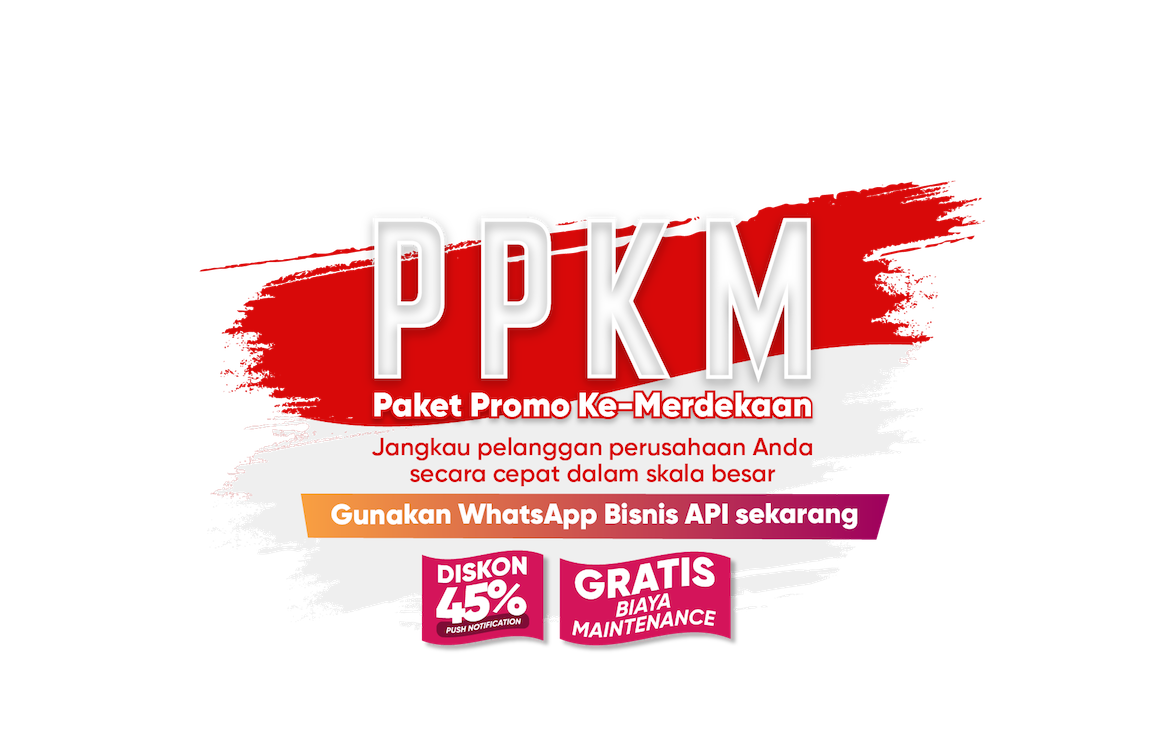 PPKM
Paket Promo Ke-Merdekaan
Jangkau pelanggan perusahaan Anda
secara cepat dalam skala besar
Gunakan WhatsApp Bisnis API sekarang
DISKON
45%
PUSH NOTIFICATION
GRATIS
BIAYA
MAINTENANCE